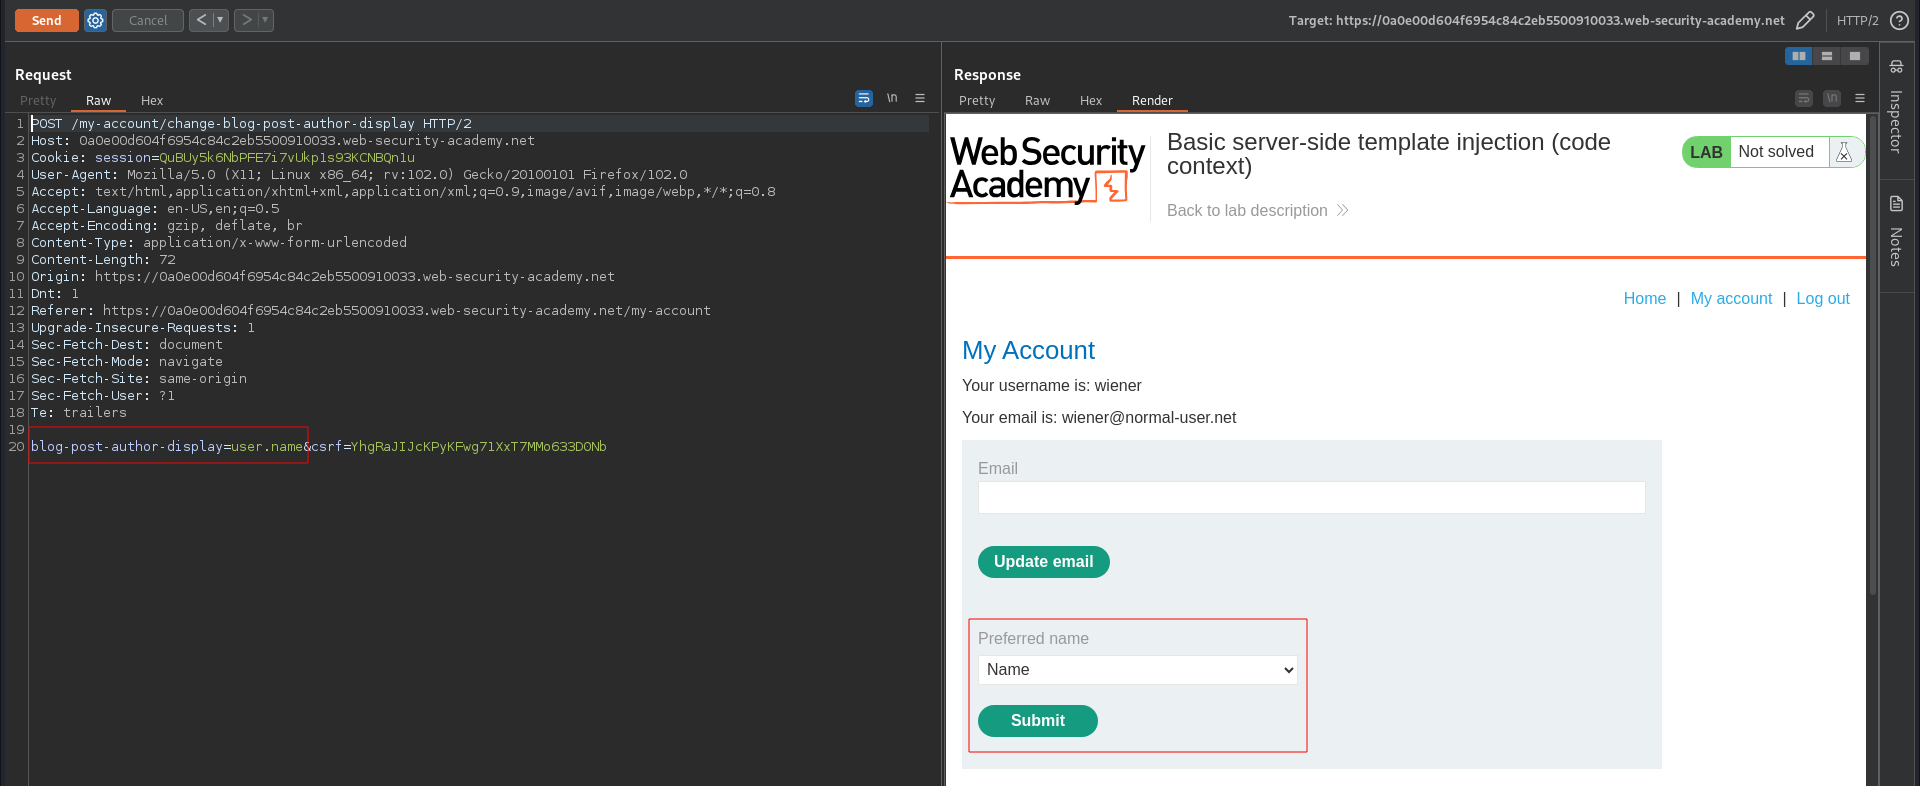 Send
Cancel
< ▾
> ▾
Target: https://0a0e00d604f6954c84c2eb5500910033.web-security-academy.net
HTTP/2
Request
Pretty Raw Hex
\n
1 POST /my-account/change-blog-post-author-display HTTP/2
2 Host: 0a0e00d604f6954c84c2eb5500910033.web-security-academy.net
3 Cookie: session=QuBUy5k6NbPFE7i7vUkp1s93KCNBQn1u
4 User-Agent: Mozilla/5.0 (X11; Linux x86_64; rv:102.0) Gecko/20100101 Firefox/102.0
5 Accept: text/html,application/xhtml+xml,application/xml;q=0.9,image/avif,image/webp,*/*;q=0.8
6 Accept-Language: en-US,en;q=0.5
7 Accept-Encoding: gzip, deflate, br
8 Content-Type: application/x-www-form-urlencoded
9 Content-Length: 72
10 Origin: https://0a0e00d604f6954c84c2eb5500910033.web-security-academy.net
11 Dnt: 1
12 Referer: https://0a0e00d604f6954c84c2eb5500910033.web-security-academy.net/my-account
13 Upgrade-Insecure-Requests: 1
14 Sec-Fetch-Dest: document
15 Sec-Fetch-Mode: navigate
16 Sec-Fetch-Site: same-origin
17 Sec-Fetch-User: ?1
18 Te: trailers
19
20 blog-post-author-display=user.name&csrf=YhgRaJIJcKPyKFwg71XxT7MMo633D0Nb
Response
Pretty Raw Hex Render
\n
Web Security
Academy
Basic server-side template injection (code
context)
Back to lab description
LAB Not solved
Home | My account | Log out
My Account
Your username is: wiener
Your email is: wiener@normal-user.net
Email
Update email
Preferred name
Name
Submit
Inspector
Notes